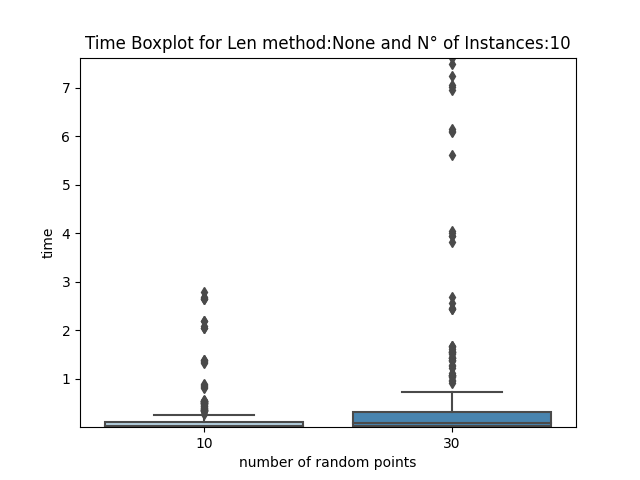 Time Boxplot for Len method:None and N° of Instances:10
7
6
5
4
3
2
1
time
10 30
number of random points